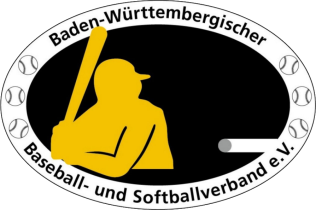 Baden-Württembergischer
Baseball- und Softballverband e.V.